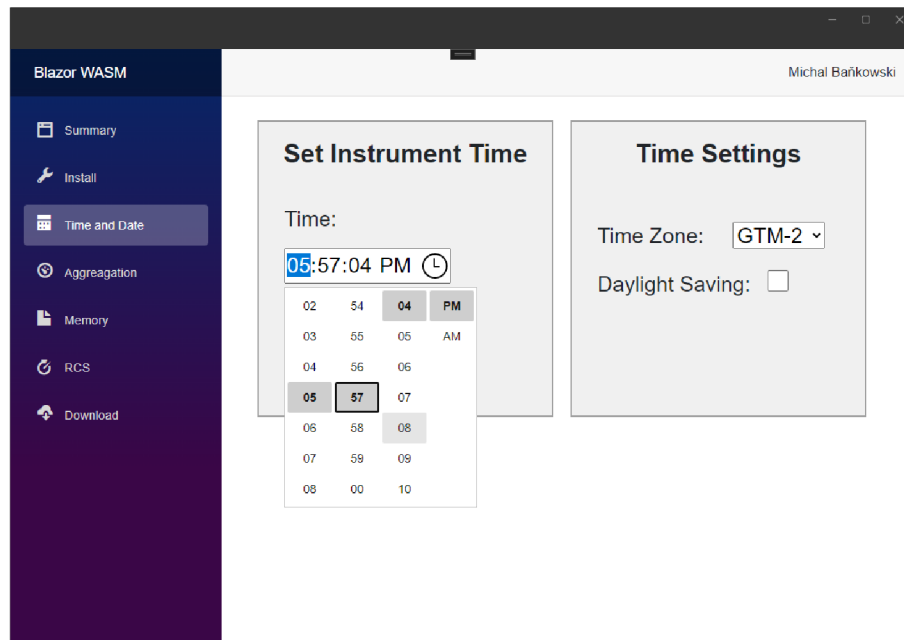 Blazor WASM
Michal Bańkowski
Summary
Install
Time and Date
Aggreagation
Memory
RCS
Download
Set Instrument Time
Time:
05:57:04 PM
02 54 04 PM
03 55 05 AM
04 56 06
05 57 07
06 58 08
07 59 09
08 00 10
Time Settings
Time Zone: GTM-2
Daylight Saving: